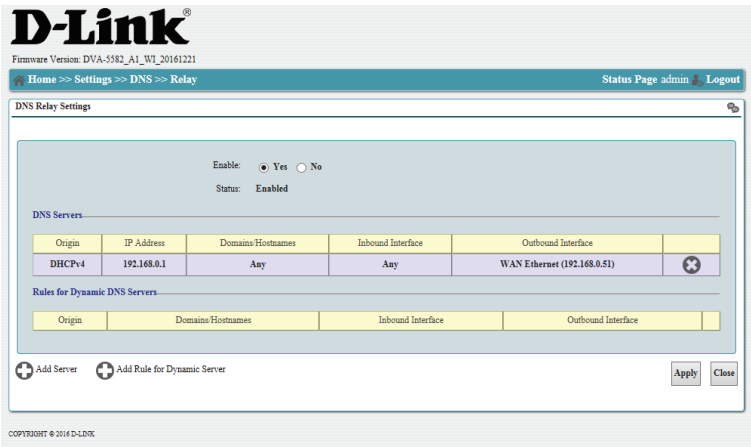 D-Link®
Firmware Version: DVA-5582_A1_WI_20161221
Home >> Settings >> DNS >> Relay Status Page admin Logout
DNS Relay Settings
Enable: Yes No
Status: Enabled
DNS Servers
Origin IP Address Domains/Hostnames Inbound Interface Outbound Interface
DHCPv4 192.168.0.1 Any Any WAN Ethernet (192.168.0.51)
Rules for Dynamic DNS Servers
Origin Domains/Hostnames Inbound Interface Outbound Interface
Add Server Add Rule for Dynamic Server Apply Close
COPYRIGHT © 2016 D-LINK